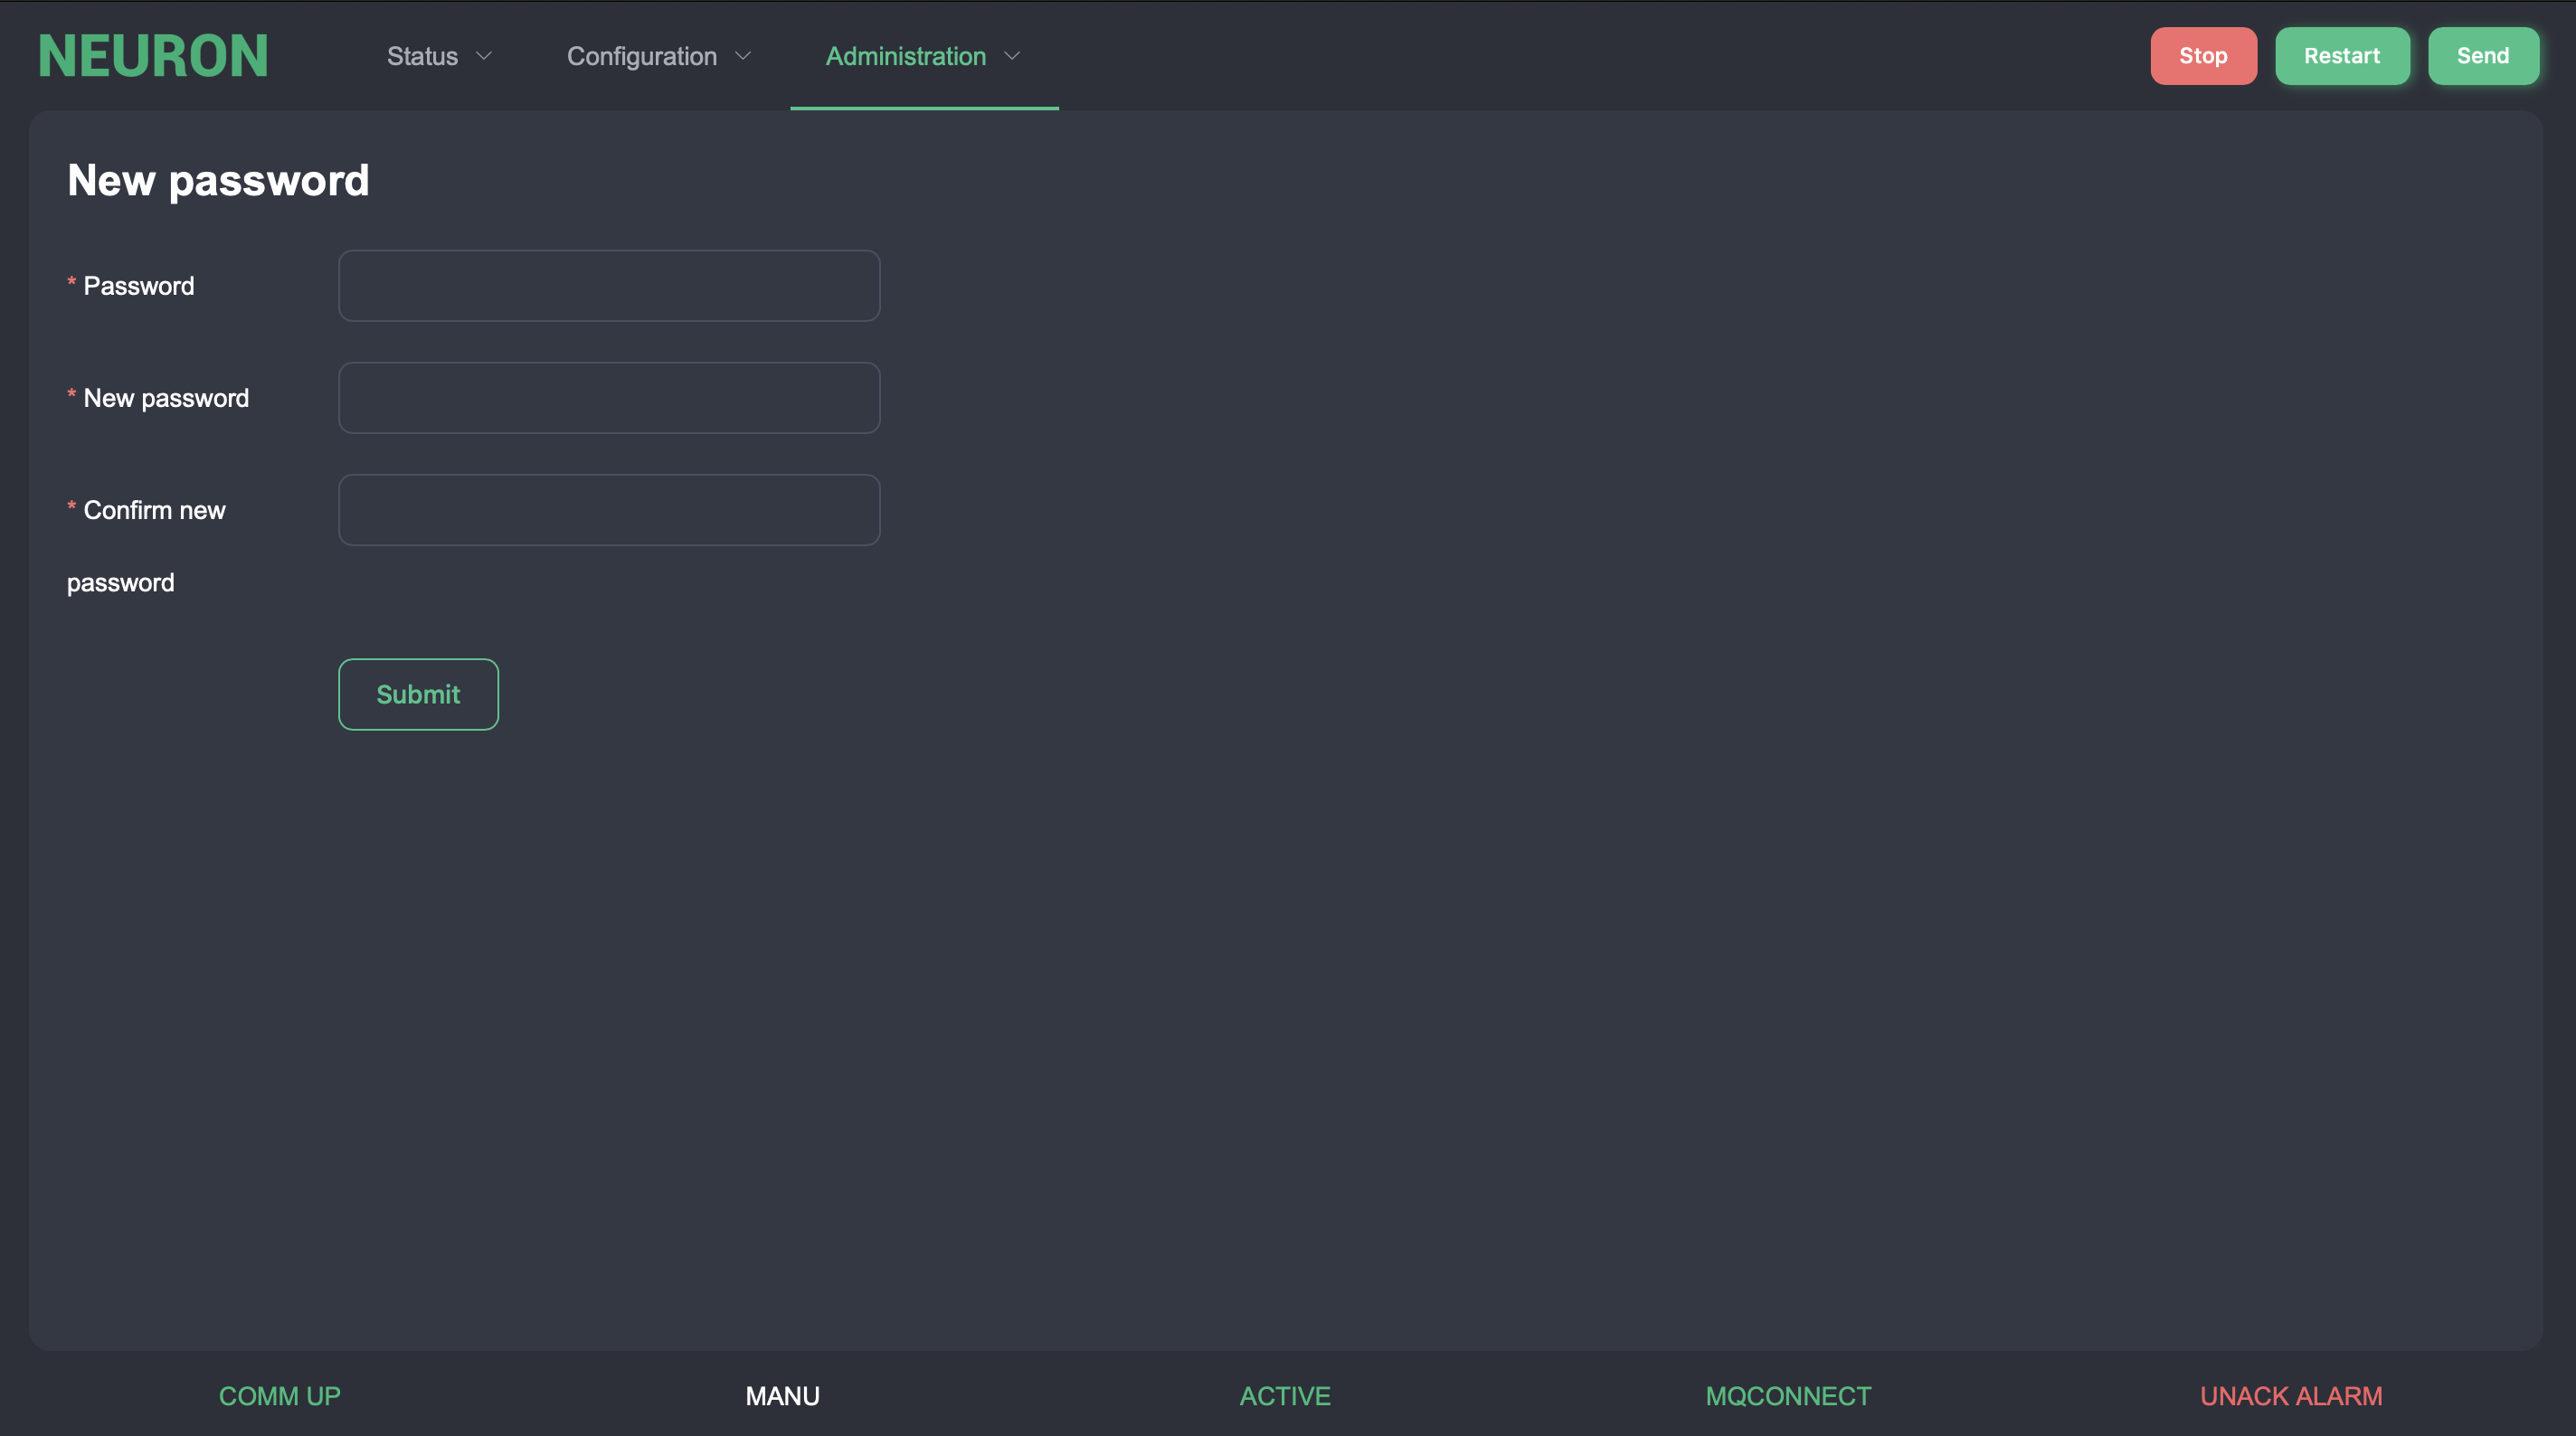 NEURON
Status
Configuration
Administration
Stop
Restart
Send
New password
* Password
* New password
* Confirm new
password
Submit
COMM UP
MANU
ACTIVE
MQCONNECT
UNACK ALARM